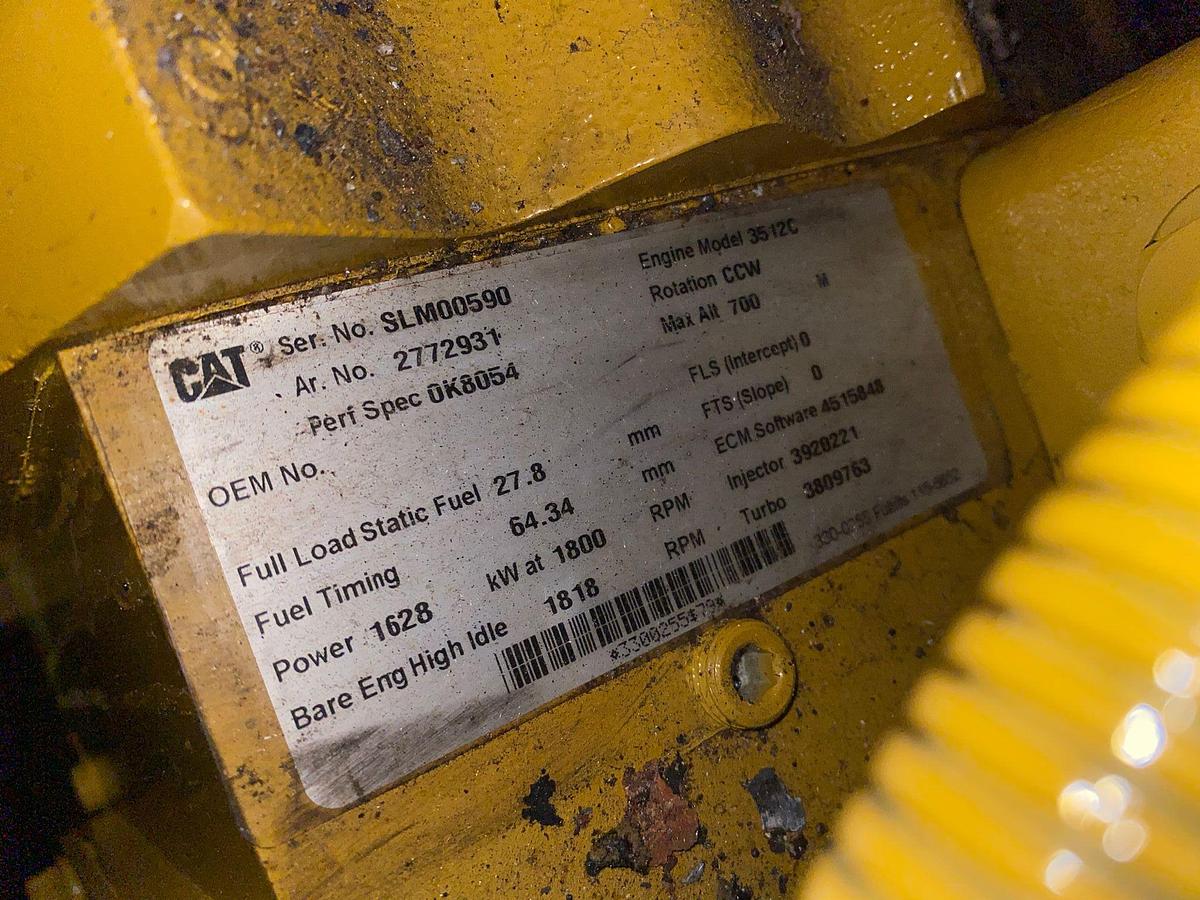 CAT® Ser. No. SLM00590
Ar. No. 2772931
Perf Spec 0K8054
OEM No.
Full Load Static Fuel 27.8 mm
Fuel Timing 64.34 mm
Power 1628 kW at 1800 RPM
Bare Eng High Idle 1818 RPM
Engine Model 3512C
Rotation CCW
Max Alt 700 M
FLS (Intercept) 0
FTS (Slope) 0
ECM Software 4515848
Injector 3920221
Turbo 3809763